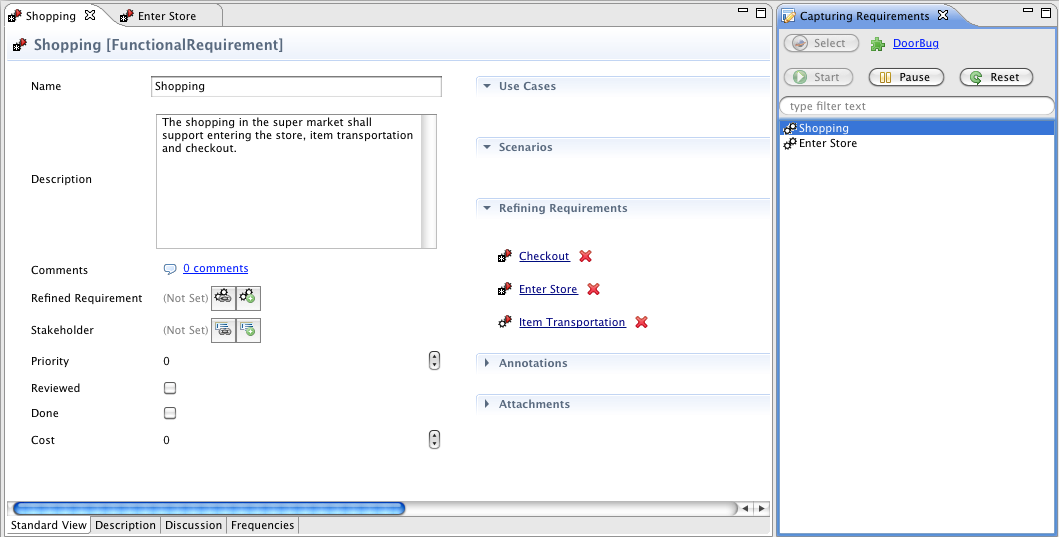 Shopping
Enter Store
Shopping [FunctionalRequirement]
Name
Shopping
Description
The shopping in the super market shall
support entering the store, item transportation
and checkout.
Comments
0 comments
Refined Requirement
(Not Set)
Stakeholder
(Not Set)
Priority
0
Reviewed
Done
Cost
0
Use Cases
Scenarios
Refining Requirements
Checkout
Enter Store
Item Transportation
Annotations
Attachments
Standard View
Description
Discussion
Frequencies
Capturing Requirements
Select
DoorBug
Start
Pause
Reset
type filter text
Shopping
Enter Store